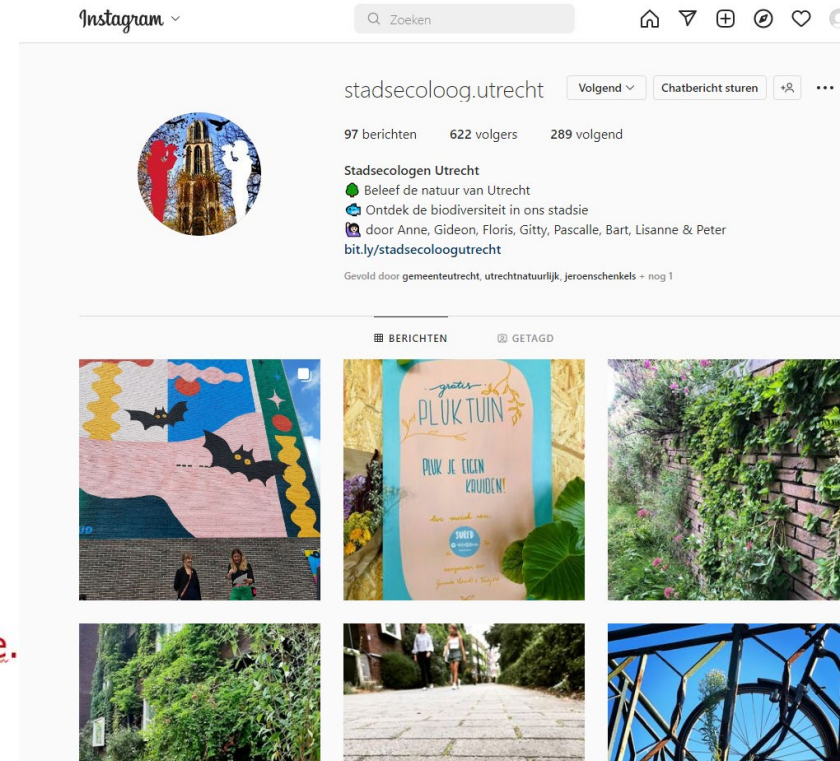 Instagram
Zoeken
stadsecoloog.utrecht
Volgend
Chatbericht sturen
97 berichten 622 volgers 289 volgend
Stadsecologen Utrecht
Beleef de natuur van Utrecht
Ontdek de biodiversiteit in ons stadsie
door Anne, Gideon, Floris, Gitty, Pascalle, Bart, Lisanne & Peter
bit.ly/stadsecoloogutrecht
Gevold door gemeenteutrecht, utrechtnatuurlijk, jeroenschenkels + nog 1
BERICHTEN GETAGD
gratis
PLUKTUIN
PLUK JE EIGEN
KRUIDEN!
e.